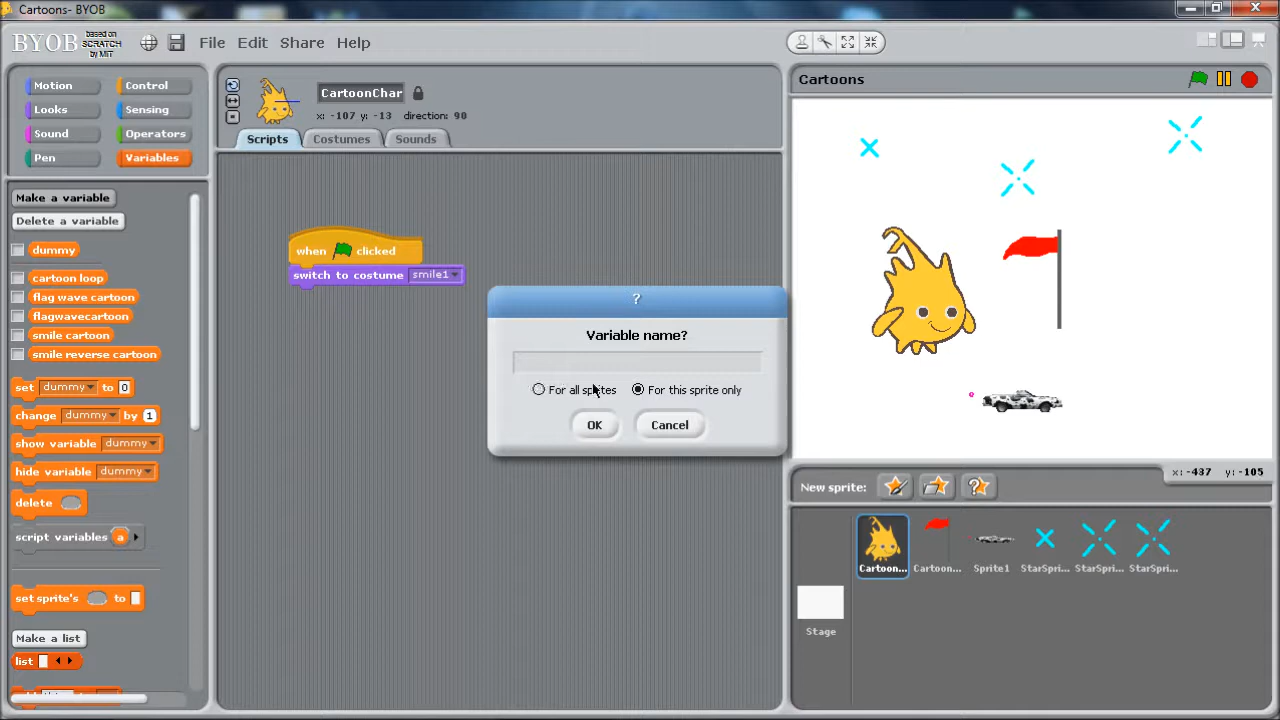 Cartoons- BYOB
BYOB based on SCRATCH by MIT File Edit Share Help
Motion Control
Looks Sensing
Sound Operators
Pen Variables
Make a variable
Delete a variable
dummy
cartoon loop
flag wave cartoon
flagwavecartoon
smile cartoon
smile reverse cartoon
set dummy to 0
change dummy by 1
show variable dummy
hide variable dummy
delete
script variables a
set sprite's to
Make a list
list
CartoonChar
x: -107 y: -13 direction: 90
Scripts Costumes Sounds
when clicked
switch to costume smile1
?
Variable name?
For all sprites For this sprite only
OK Cancel
Cartoons
x: -437 y: -105
New sprite:
Cartoon... Cartoon... Sprite1 StarSpri... StarSpri... StarSpri...
Stage